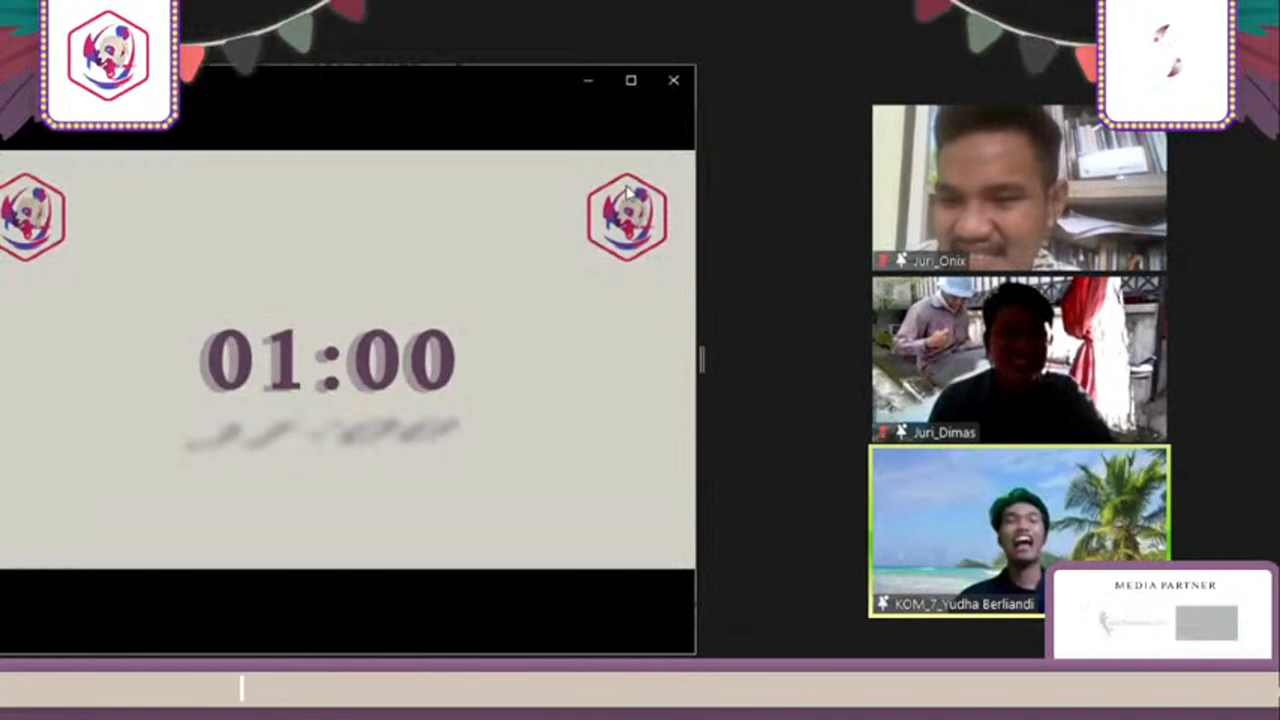 01:00
Juri_Onix
Juri_Dimas
KOM_7_Yudha Berliandi
MEDIA PARTNER